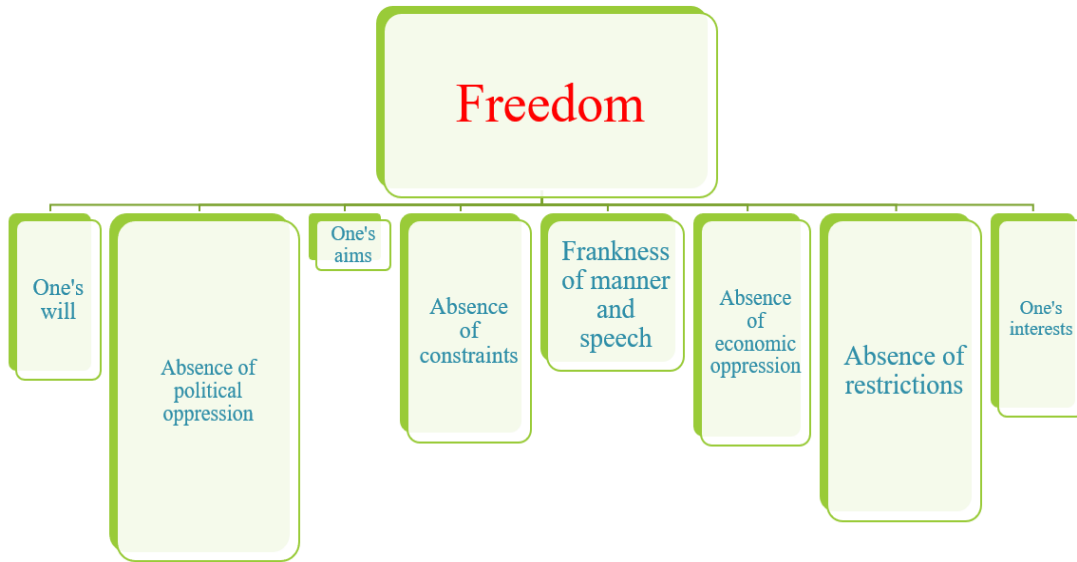 Freedom
One's
will
Absence of
political
oppression
One's
aims
Absence
of
constraints
Frankness
of manner
and
speech
Absence
of
economic
oppression
Absence of
restrictions
One's
interests